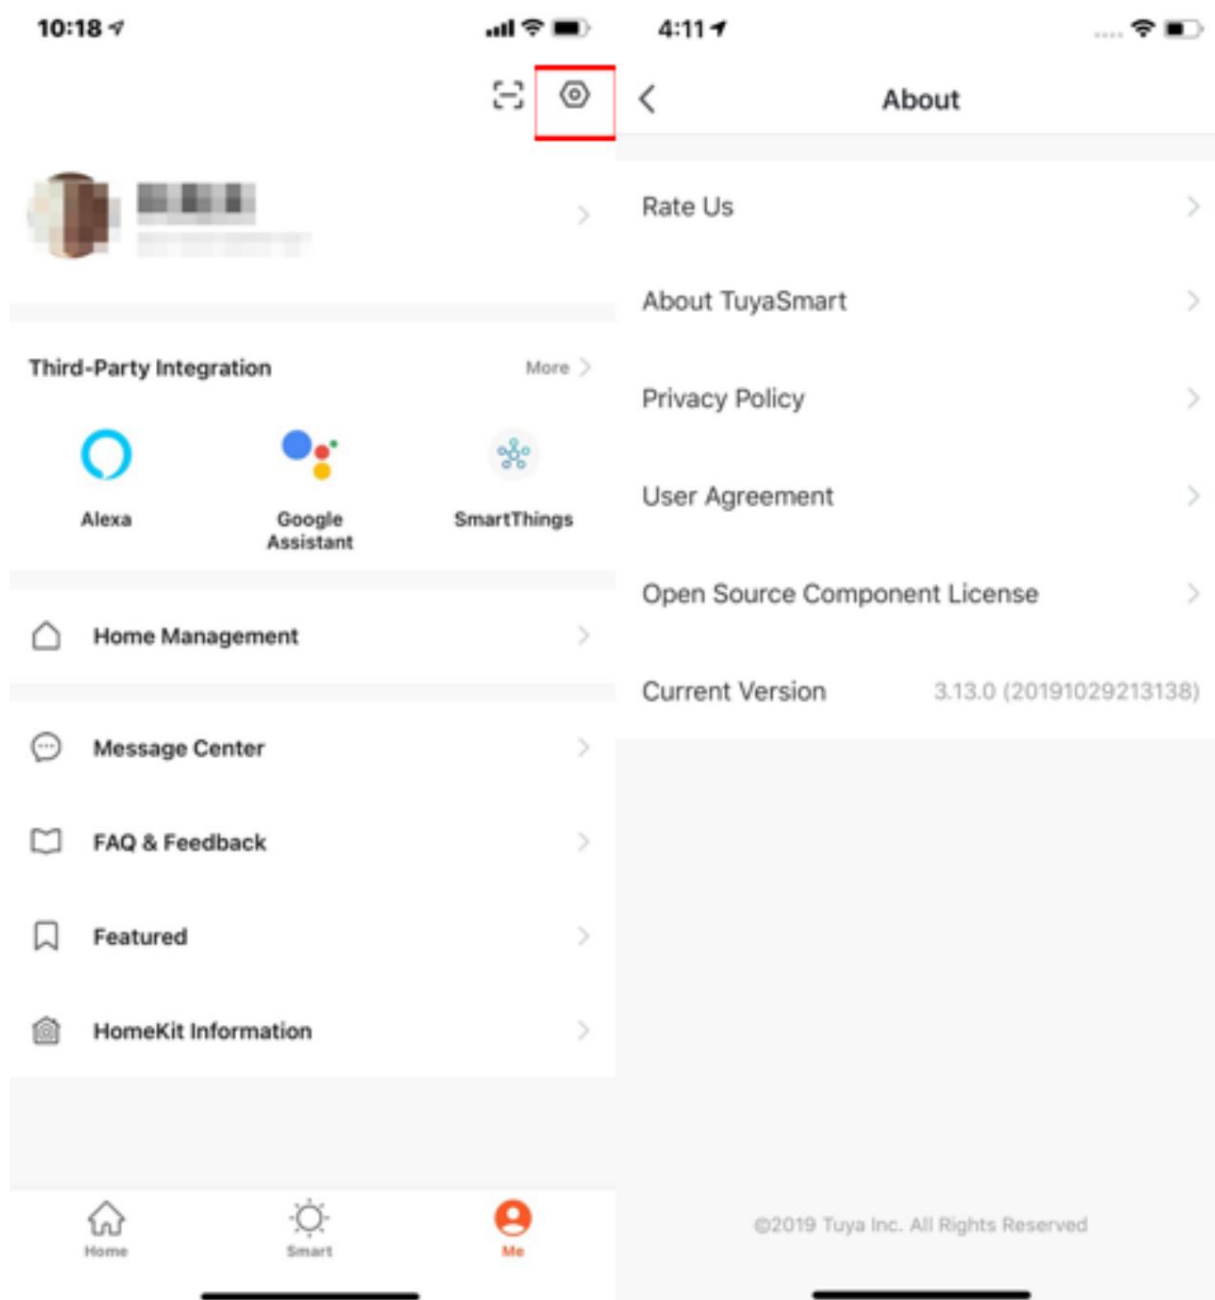 10:18
Third-Party Integration
More
Alexa
Google
Assistant
SmartThings
Home Management
Message Center
FAQ & Feedback
Featured
HomeKit Information
Home
Smart
Me
4:11
About
Rate Us
About TuyaSmart
Privacy Policy
User Agreement
Open Source Component License
Current Version
3.13.0 (20191029213138)
©2019 Tuya Inc. All Rights Reserved